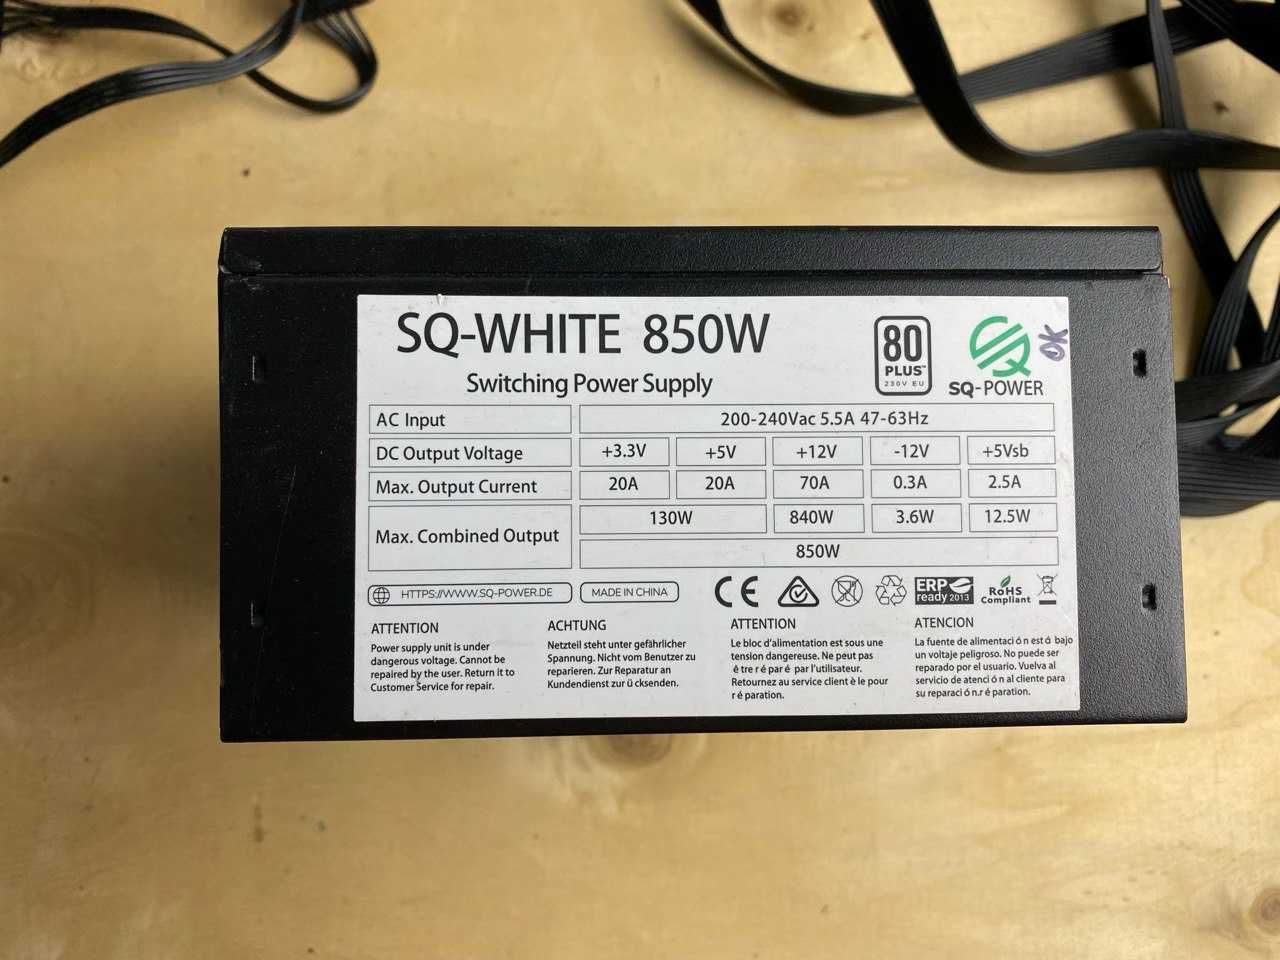 SQ-WHITE 850W
Switching Power Supply
80
PLUS™
230V EU
SQ-POWER
OK
AC Input 200-240Vac 5.5A 47-63Hz
DC Output Voltage +3.3V +5V +12V -12V +5Vsb
Max. Output Current 20A 20A 70A 0.3A 2.5A
Max. Combined Output 130W 840W 3.6W 12.5W
850W
HTTPS://WWW.SQ-POWER.DE
MADE IN CHINA
CE
ERP
ready 2013
RoHS
Compliant
ATTENTION
Power supply unit is under
dangerous voltage. Cannot be
repaired by the user. Return it to
Customer Service for repair.
ACHTUNG
Netzteil steht unter gefährlicher
Spannung. Nicht vom Benutzer zu
reparieren. Zur Reparatur an
Kundendienst zur ü cksenden.
ATTENTION
Le bloc d'alimentation est sous une
tension dangereuse. Ne peut pas
ê tre r é par é par l'utilisateur.
Retournez au service client è le pour
r é paration.
ATENCION
La fuente de alimentaci ó n est á bajo
un voltaje peligroso. No puede ser
reparado por el usuario. Vuelva al
servicio de atenci ó n al cliente para
su reparaci ó n.r é paration.